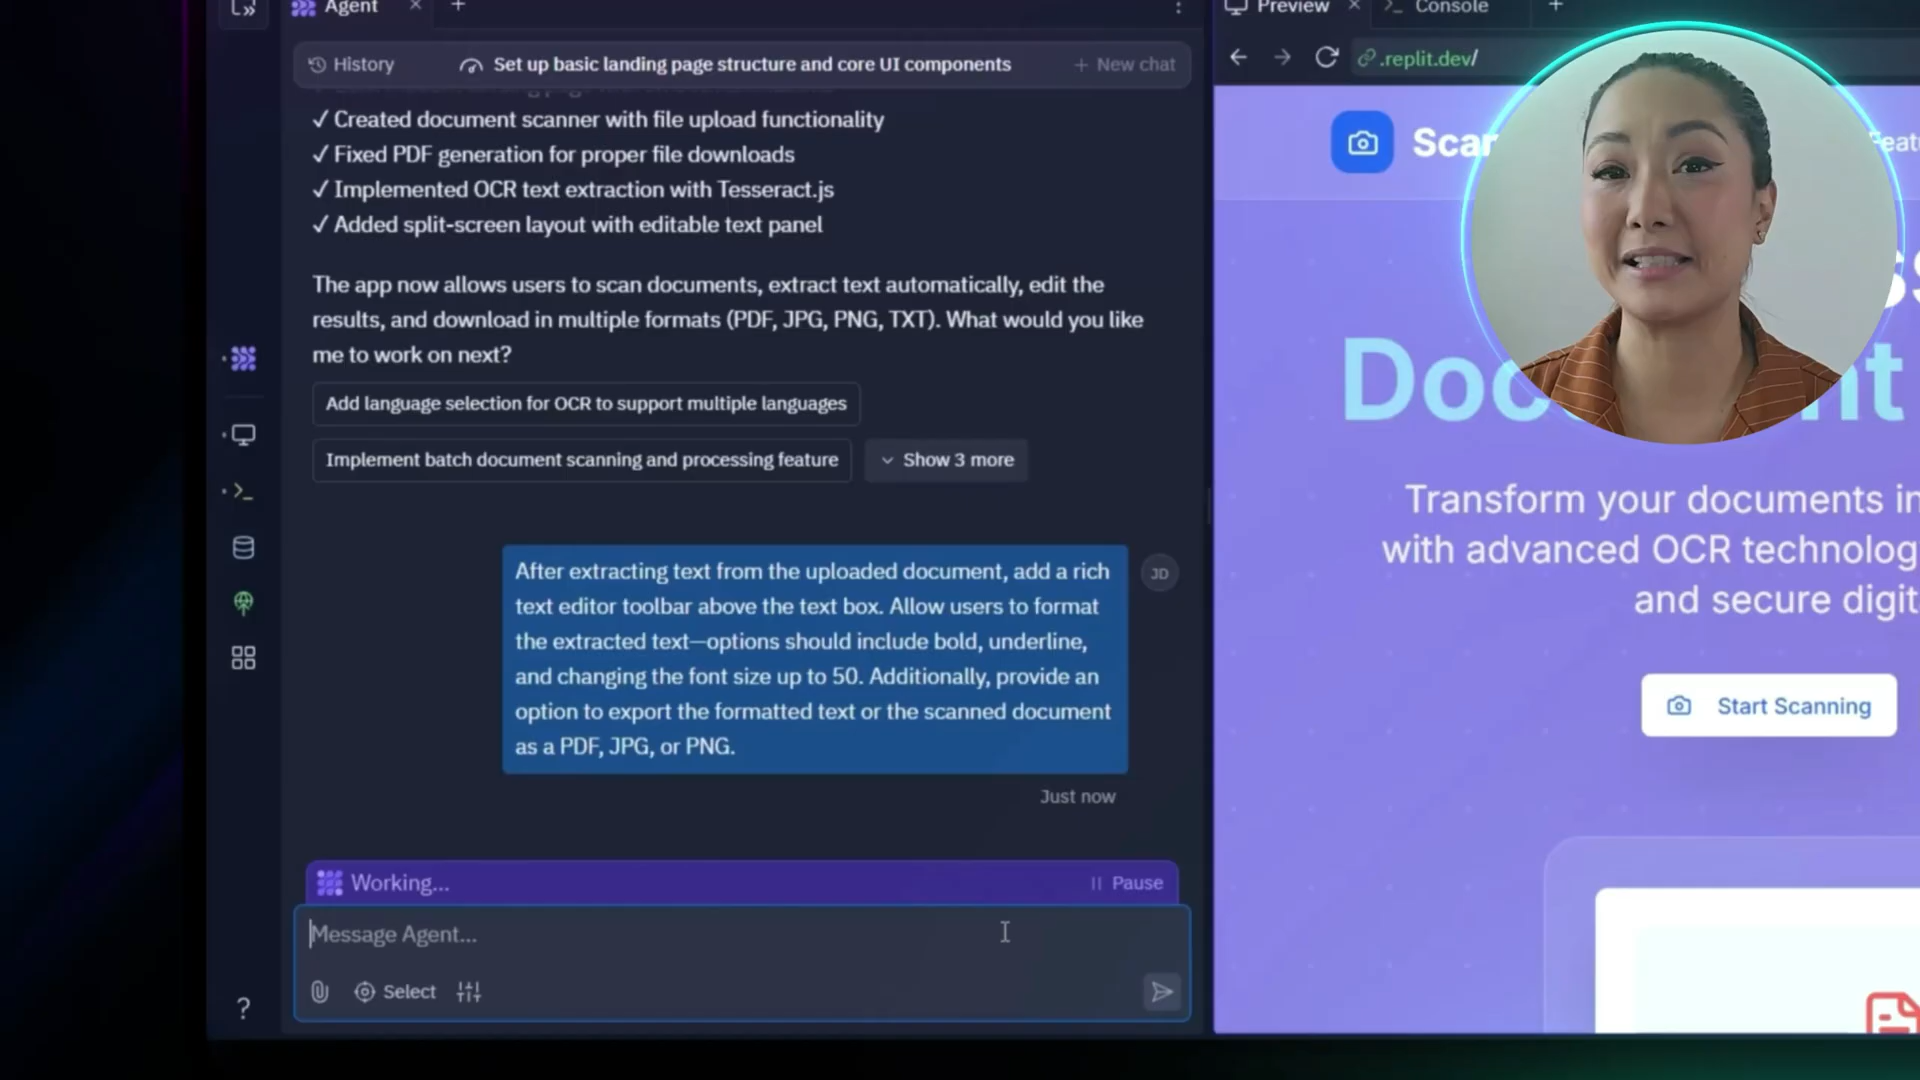 Agent
Preview
Console
History
Set up basic landing page structure and core UI components
+ New chat
.replit.dev/
✓ Created document scanner with file upload functionality
✓ Fixed PDF generation for proper file downloads
✓ Implemented OCR text extraction with Tesseract.js
✓ Added split-screen layout with editable text panel
The app now allows users to scan documents, extract text automatically, edit the
results, and download in multiple formats (PDF, JPG, PNG, TXT). What would you like
me to work on next?
Add language selection for OCR to support multiple languages
Implement batch document scanning and processing feature
Show 3 more
After extracting text from the uploaded document, add a rich
text editor toolbar above the text box. Allow users to format
the extracted text—options should include bold, underline,
and changing the font size up to 50. Additionally, provide an
option to export the formatted text or the scanned document
as a PDF, JPG, or PNG.
JD
Just now
Working...
Pause
Message Agent...
Select
?
Transform your documents in
with advanced OCR technolog
and secure digit
Start Scanning